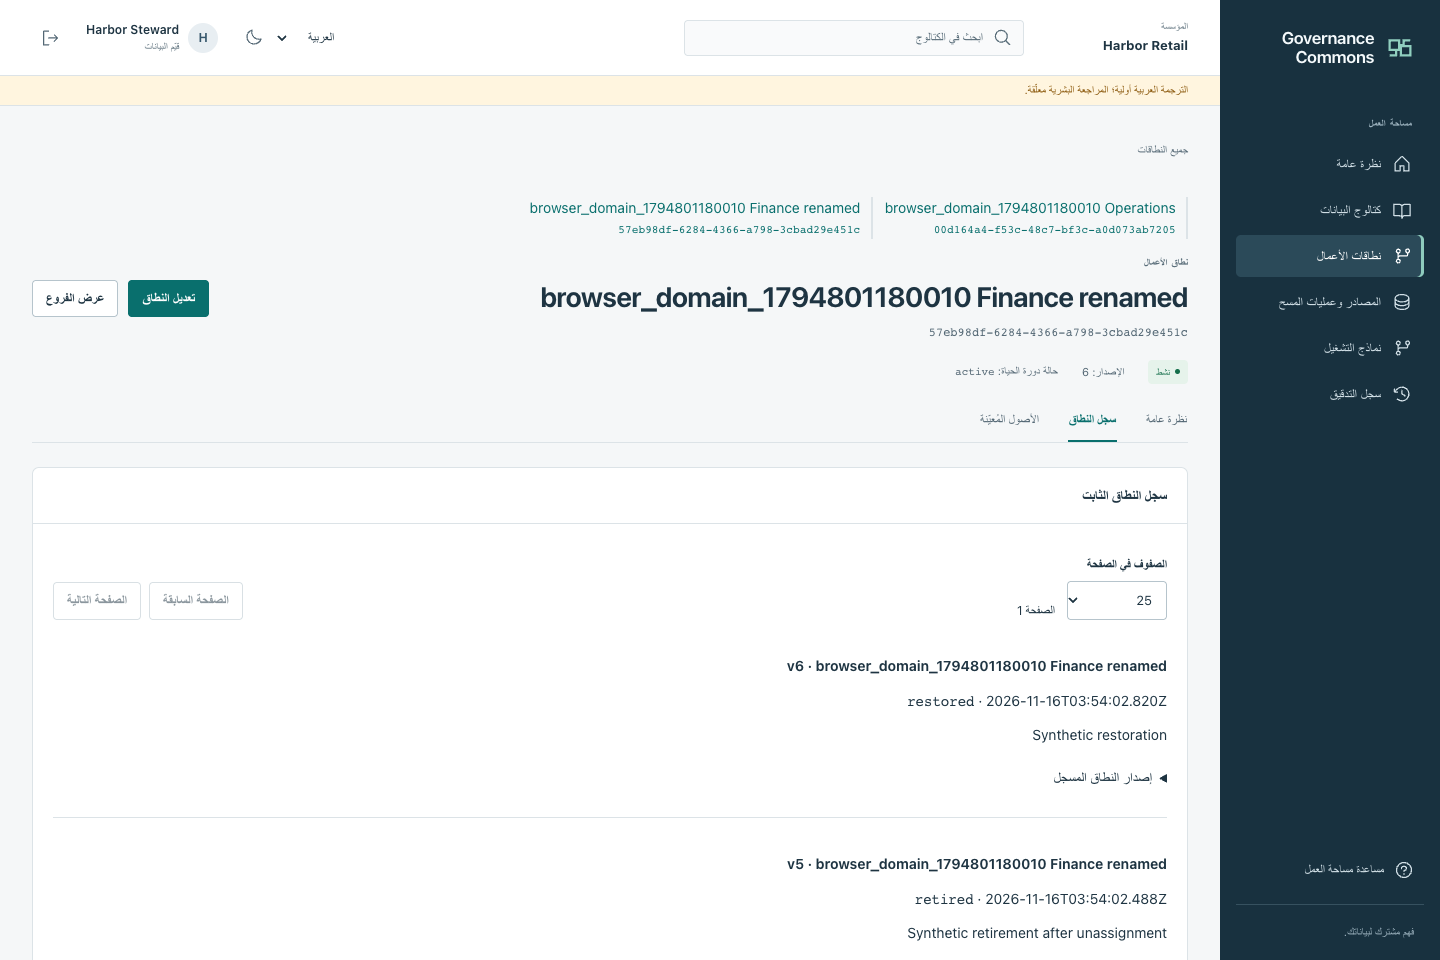 Governance
Commons
مساحة العمل
نظرة عامة
كتالوج البيانات
نطاقات الأعمال
المصادر وعمليات المسح
نماذج التشغيل
سجل التدقيق
مساعدة مساحة العمل
فهم مشترك لبياناتك.
المؤسسة
Harbor Retail
ابحث في الكتالوج
العربية
H
Harbor Steward
قيّم البيانات
الترجمة العربية أولية؛ المراجعة البشرية معلّقة.
جميع النطاقات
browser_domain_1794801180010 Operations
00d164a4-f53c-48c7-bf3c-a0d073ab7205
browser_domain_1794801180010 Finance renamed
57eb98df-6284-4366-a798-3cbad29e451c
نطاق الأعمال
browser_domain_1794801180010 Finance renamed
57eb98df-6284-4366-a798-3cbad29e451c
تعديل النطاق
عرض الفروع
نشط
الإصدار: 6
حالة دورة الحياة: active
نظرة عامة
سجل النطاق
الأصول المُعيّنة
سجل النطاق الثابت
الصفوف في الصفحة
25
الصفحة 1
الصفحة السابقة
الصفحة التالية
v6 · browser_domain_1794801180010 Finance renamed
restored · 2026-11-16T03:54:02.820Z
Synthetic restoration
إصدار النطاق المسجل
v5 · browser_domain_1794801180010 Finance renamed
retired · 2026-11-16T03:54:02.488Z
Synthetic retirement after unassignment